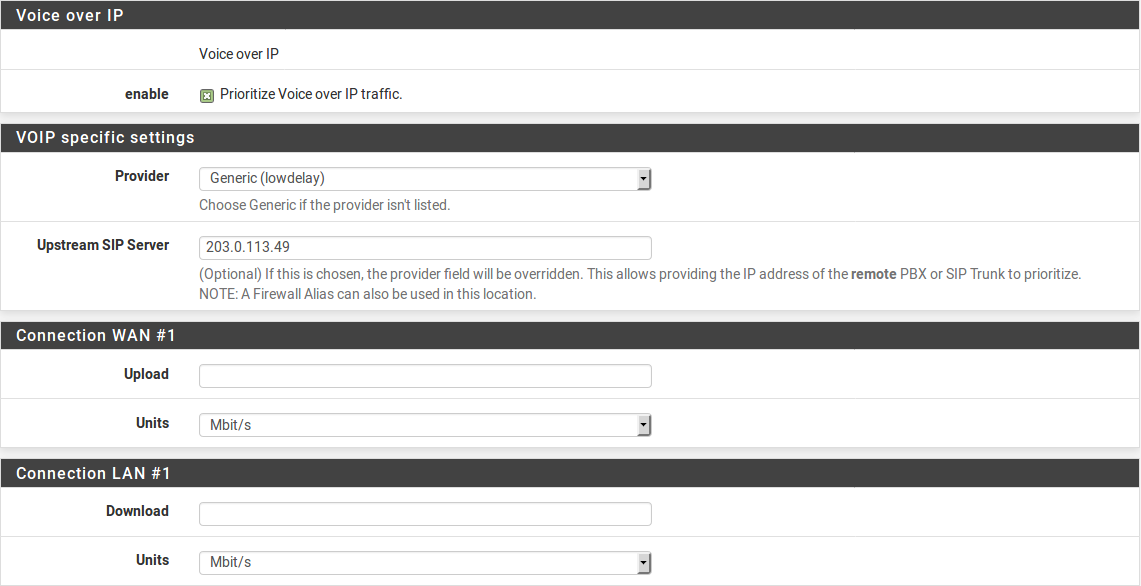 Voice over IP
Voice over IP
enable
Prioritize Voice over IP traffic.
VOIP specific settings
Provider
Generic (lowdelay)
Choose Generic if the provider isn't listed.
Upstream SIP Server
203.0.113.49
(Optional) If this is chosen, the provider field will be overridden. This allows providing the IP address of the remote PBX or SIP Trunk to prioritize.
NOTE: A Firewall Alias can also be used in this location.
Connection WAN #1
Upload
Units
Mbit/s
Connection LAN #1
Download
Units
Mbit/s